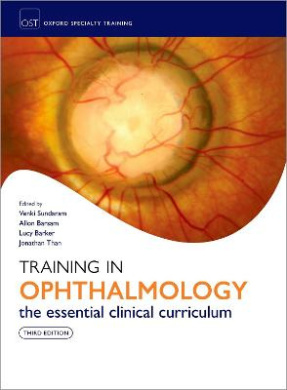 OST
OXFORD SPECIALTY TRAINING
Edited by
Venki Sundaram
Allon Barsam
Lucy Barker
Jonathan Than
TRAINING IN
OPHTHALMOLOGY
the essential clinical curriculum
THIRD EDITION